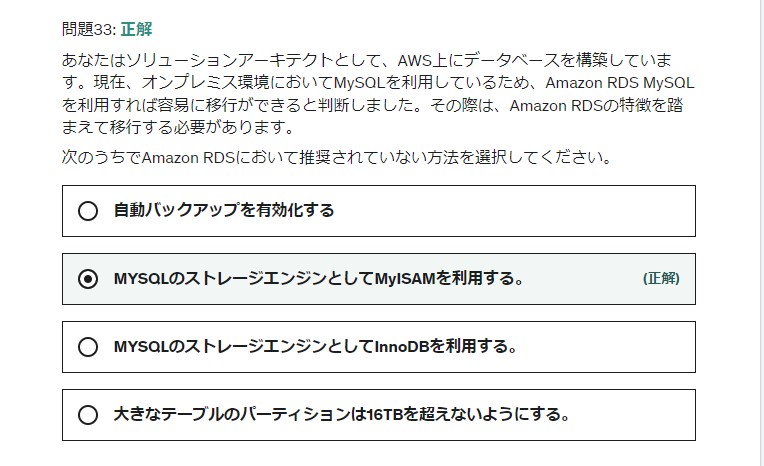 問題33: 正解
あなたはソリューションアーキテクトとして、AWS上にデータベースを構築していま
す。現在、オンプレミス環境においてMySQLを利用しているため、Amazon RDS MySQL
を利用すれば容易に移行ができると判断しました。その際は、Amazon RDSの特徴を踏
まえて移行する必要があります。
次のうちでAmazon RDSにおいて推奨されていない方法を選択してください。
自動バックアップを有効化する
MYSQLのストレージエンジンとしてMyISAMを利用する。 (正解)
MYSQLのストレージエンジンとしてInnoDBを利用する。
大きなテーブルのパーティションは16TBを超えないようにする。